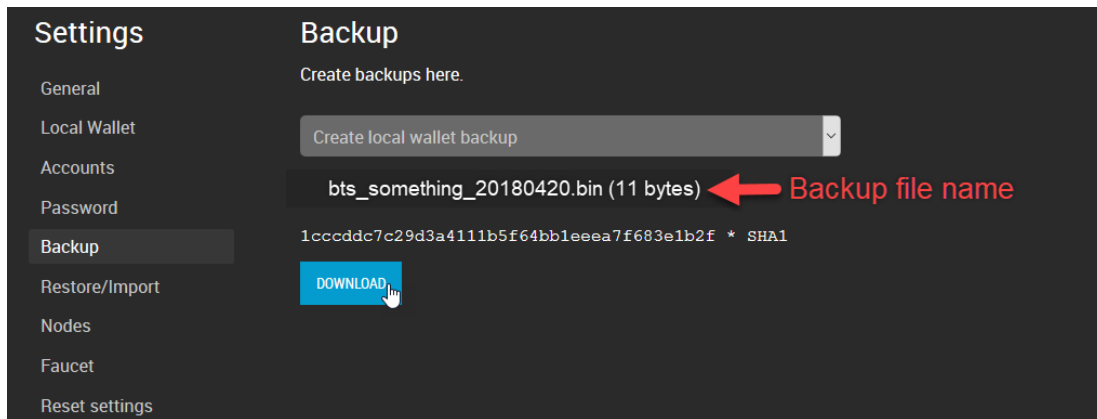 Settings
General
Local Wallet
Accounts
Password
Backup
Restore/Import
Nodes
Faucet
Reset settings
Backup
Create backups here.
Create local wallet backup
bts_something_20180420.bin (11 bytes)
Backup file name
1cccddc7c29d3a4111b5f64bb1eeea7f683e1b2f * SHA1
DOWNLOAD